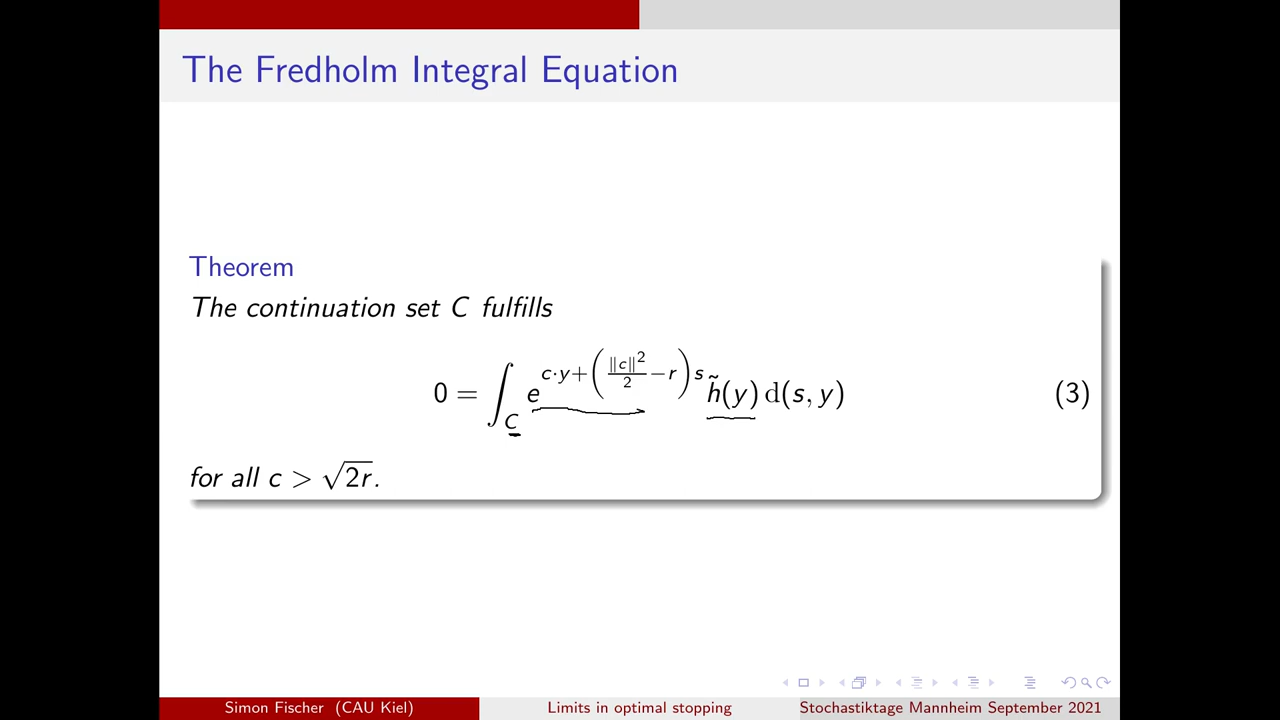 The Fredholm Integral Equation
Theorem
The continuation set C fulfills
0 = ∫_C e^{c·y+(‖c‖²/2 −r)s} h̃(y) d(s, y) (3)
for all c > √2r.
Simon Fischer (CAU Kiel) Limits in optimal stopping Stochastiktage Mannheim September 2021